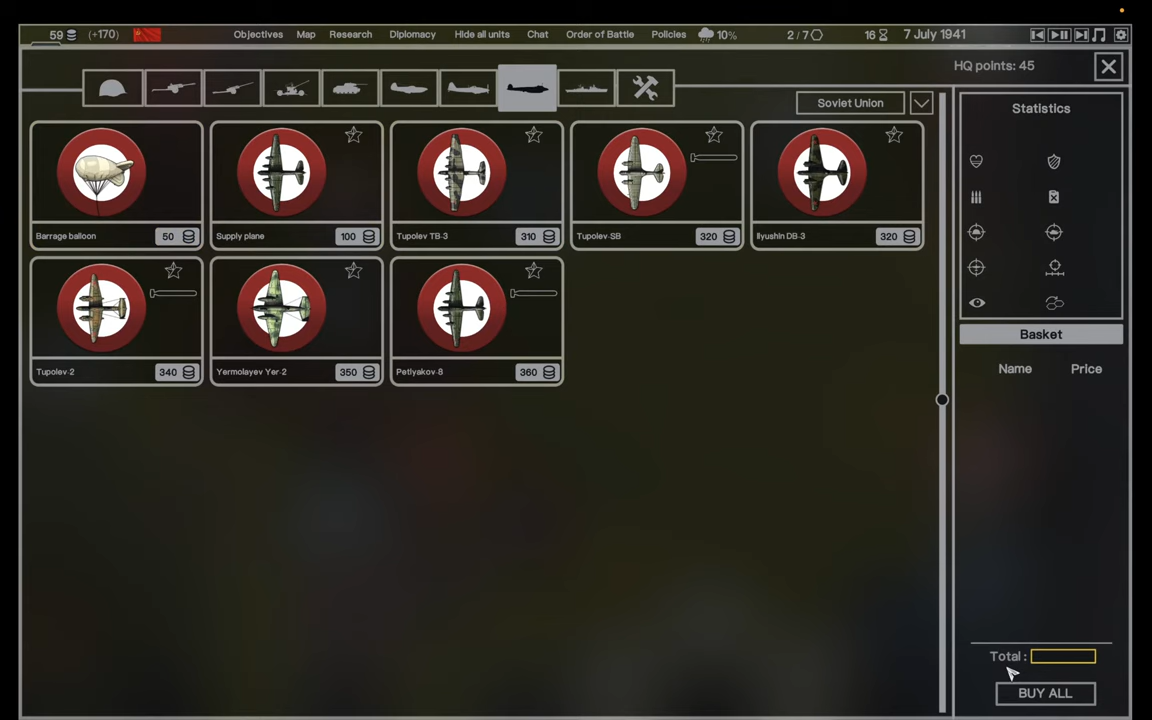 59 (+170) Objectives Map Research Diplomacy Hide all units Chat Order of Battle Policies 10% 2 / 7 16 7 July 1941
HQ points: 45
Soviet Union
Statistics
Barrage balloon 50
Supply plane 100
Tupolev TB-3 310
Tupolev SB 320
Ilyushin DB-3 320
Tupolev-2 340
Yermolayev Yer-2 350
Petlyakov-8 360
Basket
Name Price
Total :
BUY ALL